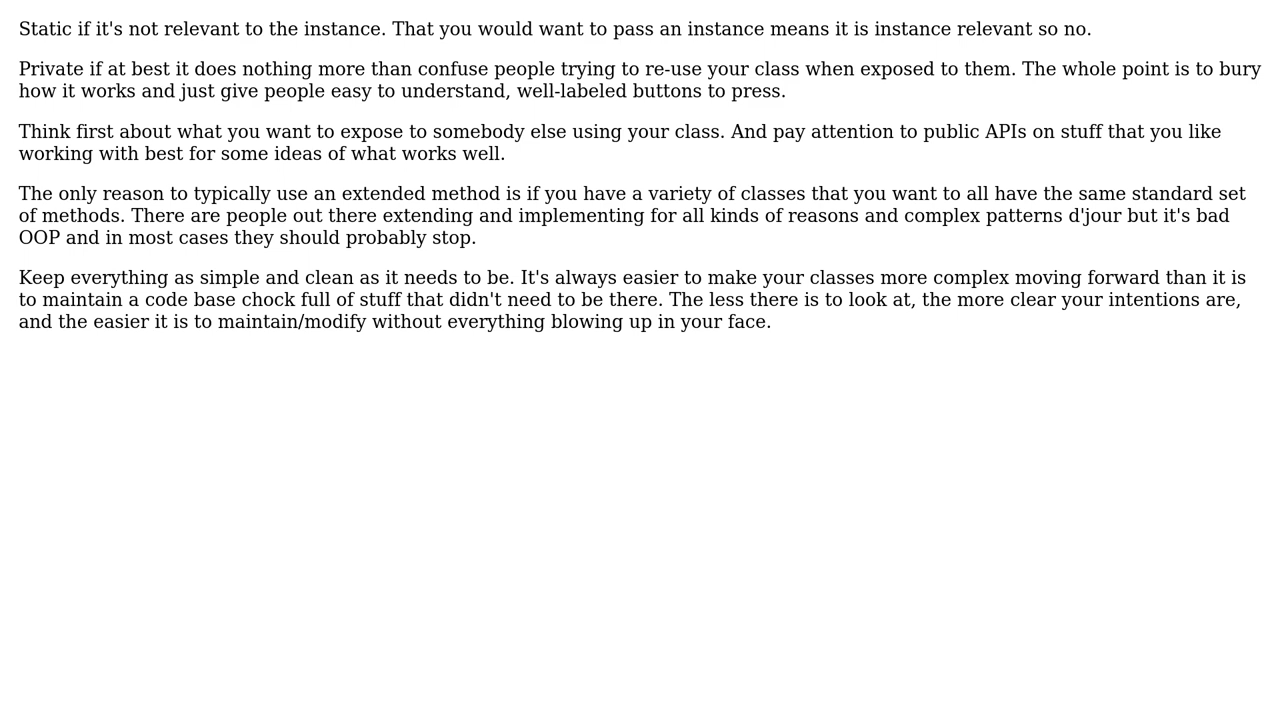 Static if it's not relevant to the instance. That you would want to pass an instance means it is instance relevant so no.
Private if at best it does nothing more than confuse people trying to re-use your class when exposed to them. The whole point is to bury
how it works and just give people easy to understand, well-labeled buttons to press.
Think first about what you want to expose to somebody else using your class. And pay attention to public APIs on stuff that you like
working with best for some ideas of what works well.
The only reason to typically use an extended method is if you have a variety of classes that you want to all have the same standard set
of methods. There are people out there extending and implementing for all kinds of reasons and complex patterns d'jour but it's bad
OOP and in most cases they should probably stop.
Keep everything as simple and clean as it needs to be. It's always easier to make your classes more complex moving forward than it is
to maintain a code base chock full of stuff that didn't need to be there. The less there is to look at, the more clear your intentions are,
and the easier it is to maintain/modify without everything blowing up in your face.